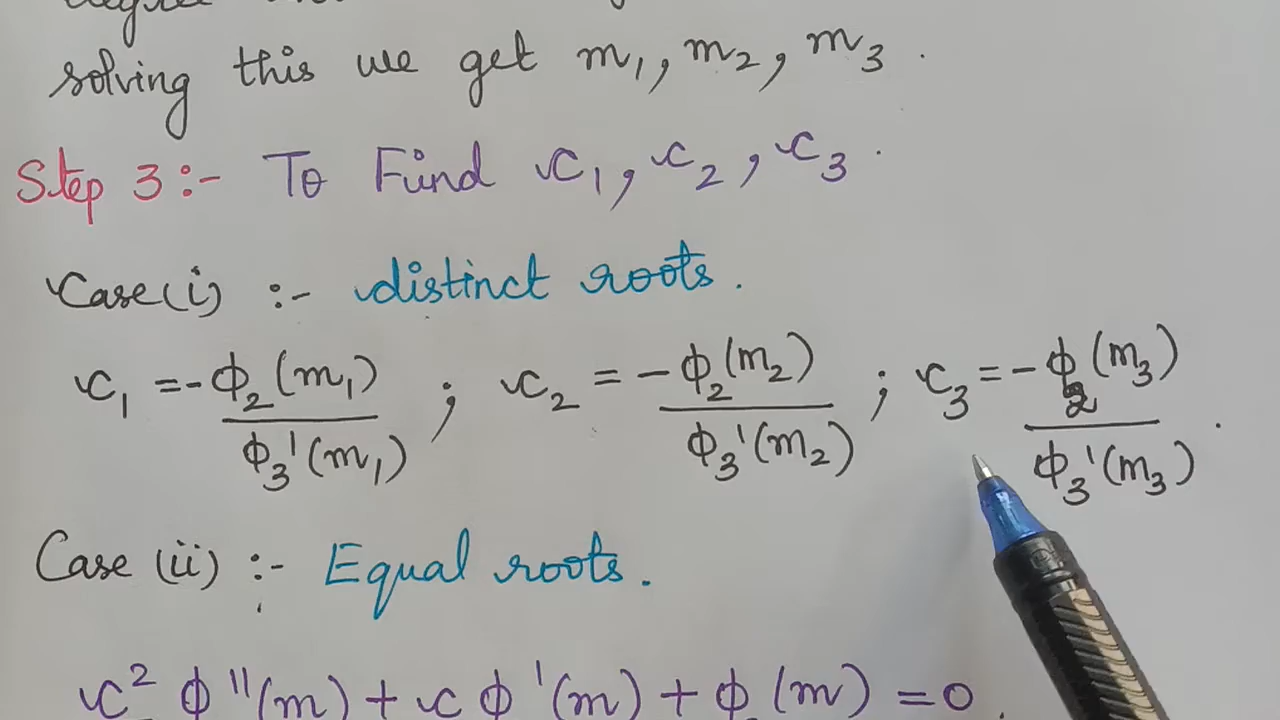 solving this we get m₁, m₂, m₃ .
Step 3 :- To Find c₁, c₂, c₃ .
Case (i) :- distinct roots .
c₁ = -ϕ₂(m₁) / ϕ₃'(m₁) ; c₂ = -ϕ₂(m₂) / ϕ₃'(m₂) ; c₃ = -ϕ₂(m₃) / ϕ₃'(m₃) .
Case (ii) :- Equal roots .
c² ϕ''(m) + c ϕ'(m) + ϕ (m) = 0 .